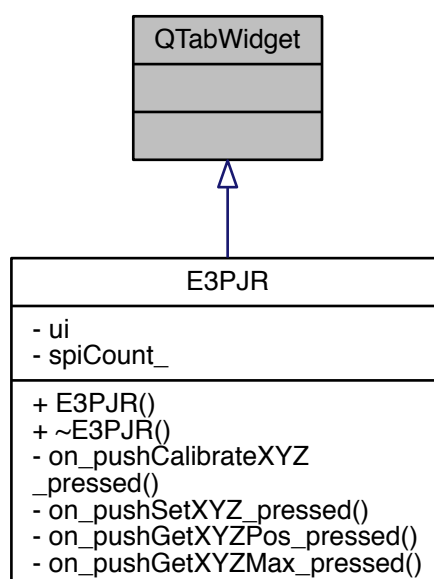 QTabWidget
E3PJR
- ui
- spiCount_
+ E3PJR()
+ ~E3PJR()
- on_pushCalibrateXYZ
_pressed()
- on_pushSetXYZ_pressed()
- on_pushGetXYZPos_pressed()
- on_pushGetXYZMax_pressed()